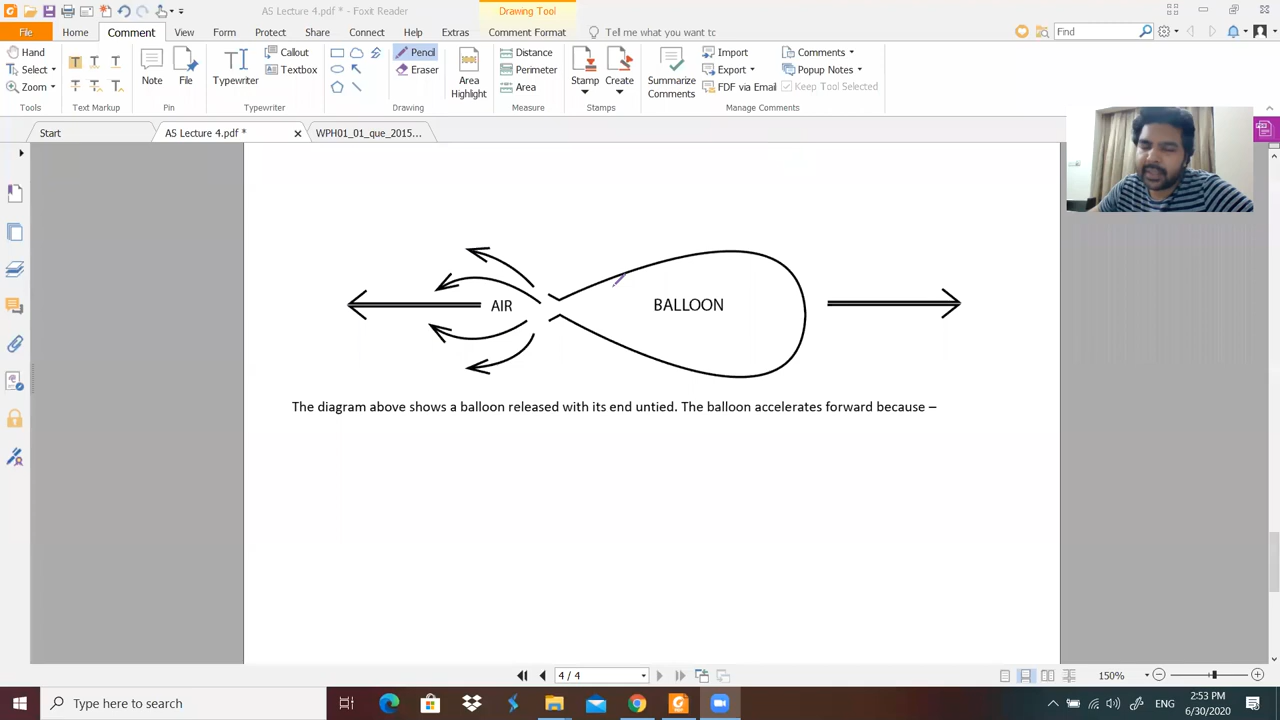 AS Lecture 4.pdf * - Foxit Reader
Drawing Tool
File Home Comment View Form Protect Share Connect Help Extras Comment Format Tell me what you want tc Find
Hand
Select
Zoom
Tools
Text Markup
Note
File
Pin
Typewriter
Callout
Textbox
Typewriter
Pencil
Eraser
Drawing
Area Highlight
Distance
Perimeter
Area
Measure
Stamp
Create
Stamps
Summarize Comments
Import
Export
FDF via Email
Comments
Popup Notes
Keep Tool Selected
Manage Comments
Start
AS Lecture 4.pdf *
WPH01_01_que_2015...
AIR
BALLOON
The diagram above shows a balloon released with its end untied. The balloon accelerates forward because –
4 / 4
150%
Type here to search
ENG
2:53 PM
6/30/2020